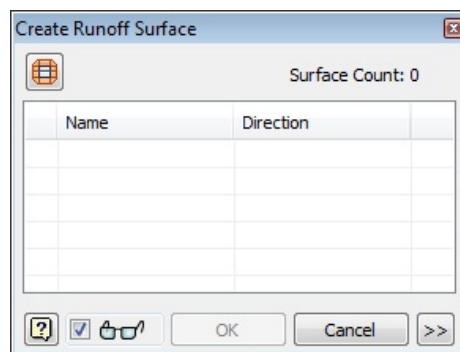 Create Runoff Surface
Surface Count: 0
Name Direction
? OK Cancel >>